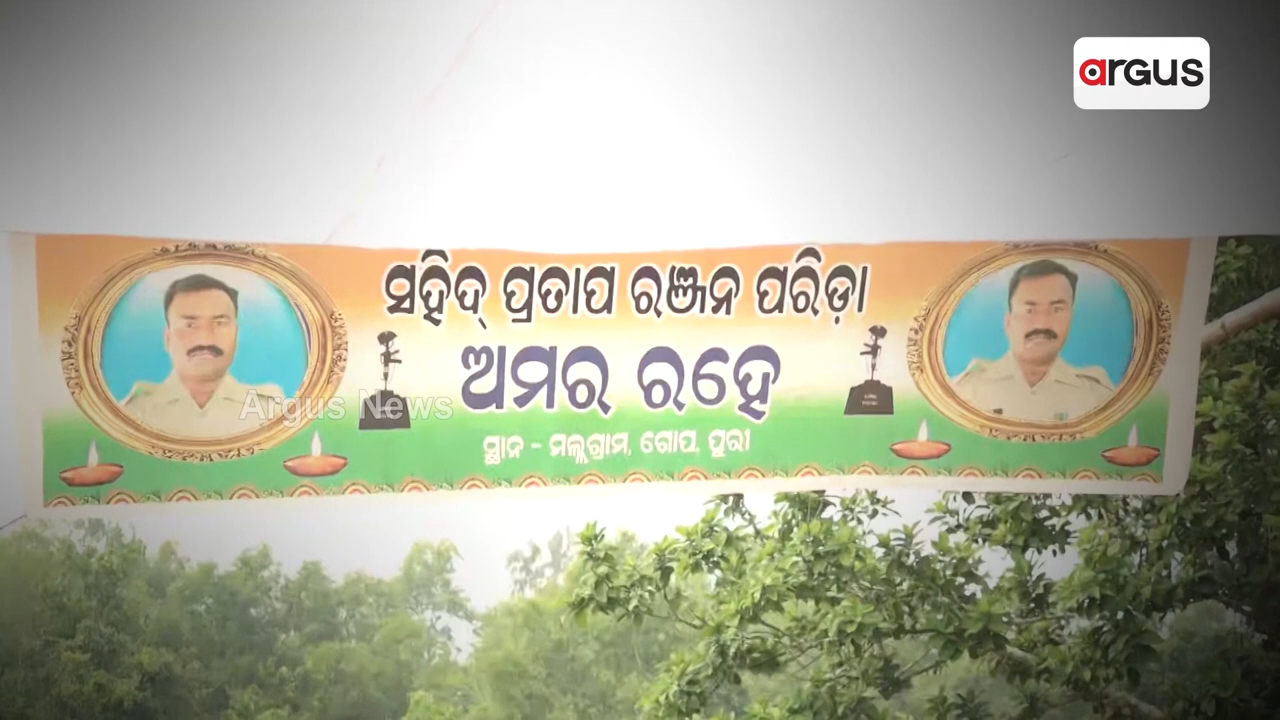 argus
ସହିଦ୍ ପ୍ରତାପ ରଞ୍ଜନ ପରିଡ଼ା
ଅମର ରହେ
Argus News
ସ୍ଥାନ - ମଲ୍ଲଗ୍ରାମ, ଗୋପ, ପୁରୀ